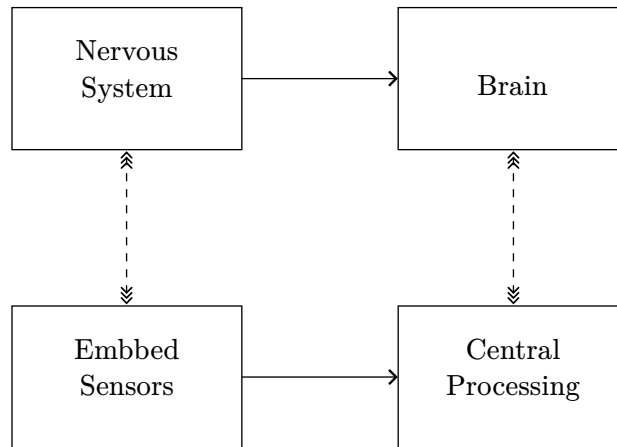 Nervous
System
Brain
Embbed
Sensors
Central
Processing